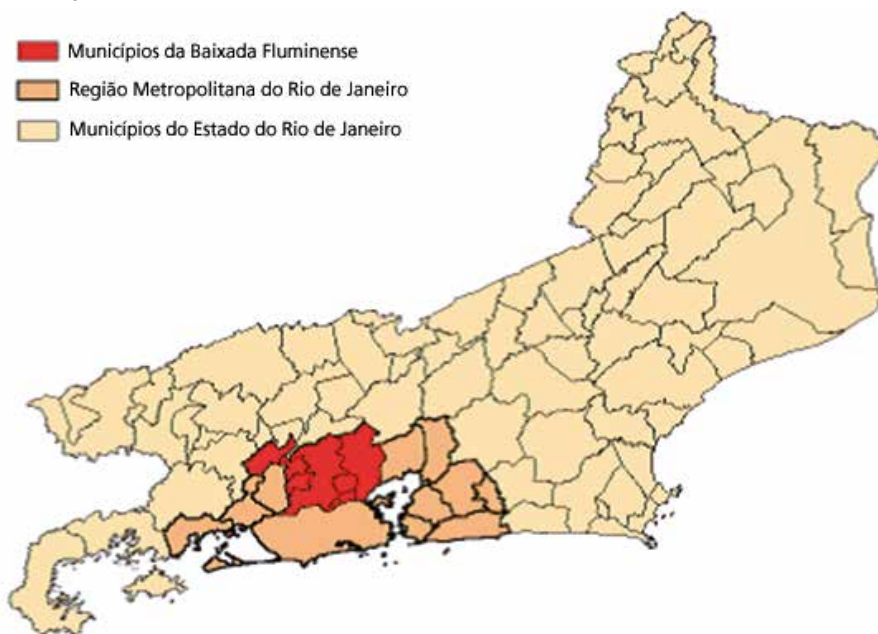 Municípios da Baixada Fluminense
Região Metropolitana do Rio de Janeiro
Municípios do Estado do Rio de Janeiro